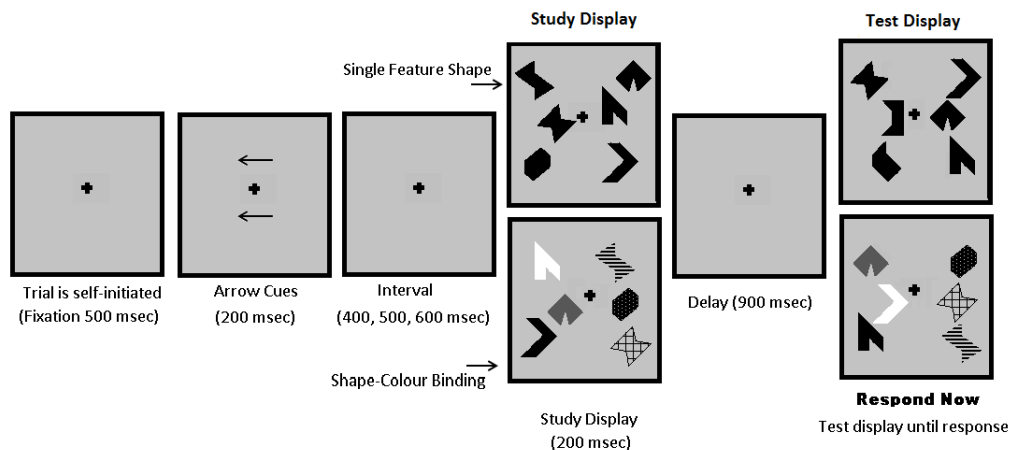 Study Display
Test Display
Single Feature Shape
Trial is self-initiated
(Fixation 500 msec)
Arrow Cues
(200 msec)
Interval
(400, 500, 600 msec)
Delay (900 msec)
Shape-Colour Binding
Study Display
(200 msec)
Respond Now
Test display until response